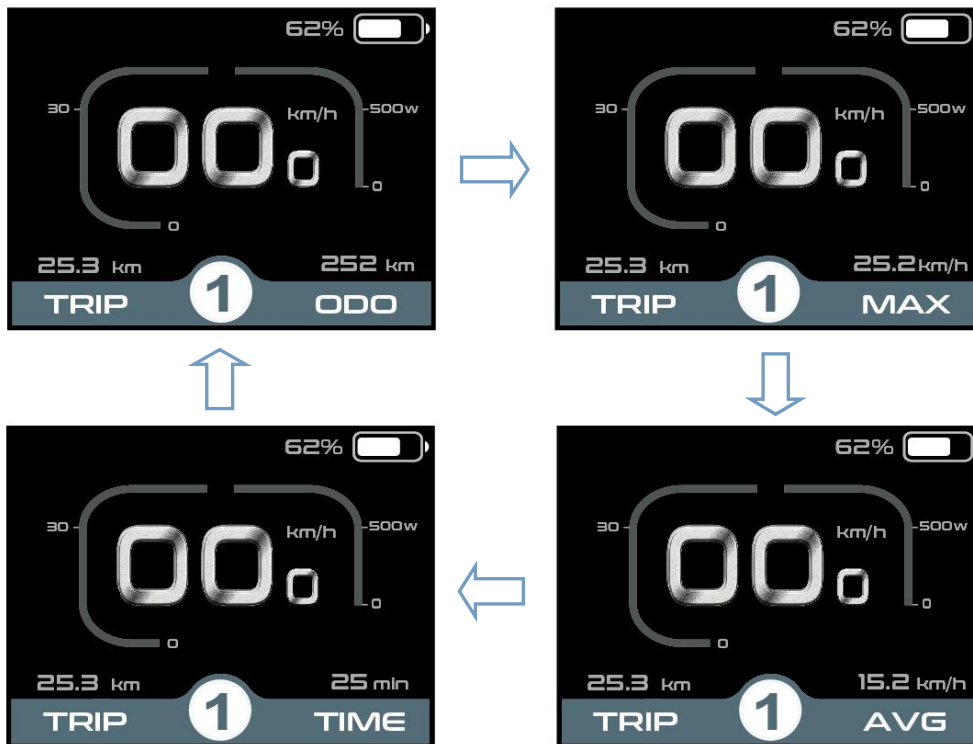 62%
km/h
30
500w
00.0
0
0
25.3 km
252 km
TRIP
1
ODO
62%
km/h
30
500w
00.0
0
0
25.3 km
25.2 km/h
TRIP
1
MAX
62%
km/h
30
500w
00.0
0
0
25.3 km
25 min
TRIP
1
TIME
62%
km/h
30
500w
00.0
0
0
25.3 km
15.2 km/h
TRIP
1
AVG